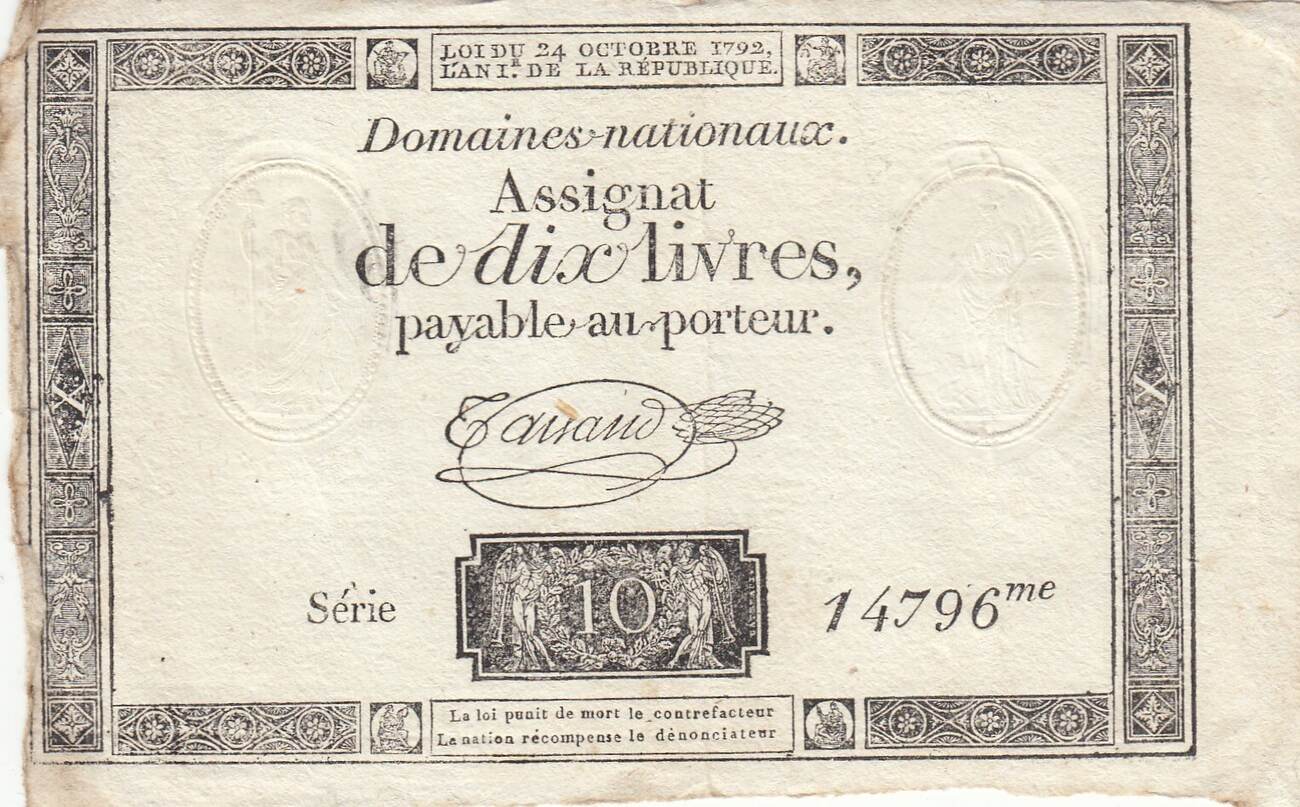 LOI DU 24 OCTOBRE 1792,
L'AN I.R DE LA RÉPUBLIQUE.
Domaines nationaux.
Assignat
de dix livres,
payable au porteur.
Taisaud
X
X
10
Série
14796me
La loi punit de mort le contrefacteur
La nation récompense le dénonciateur